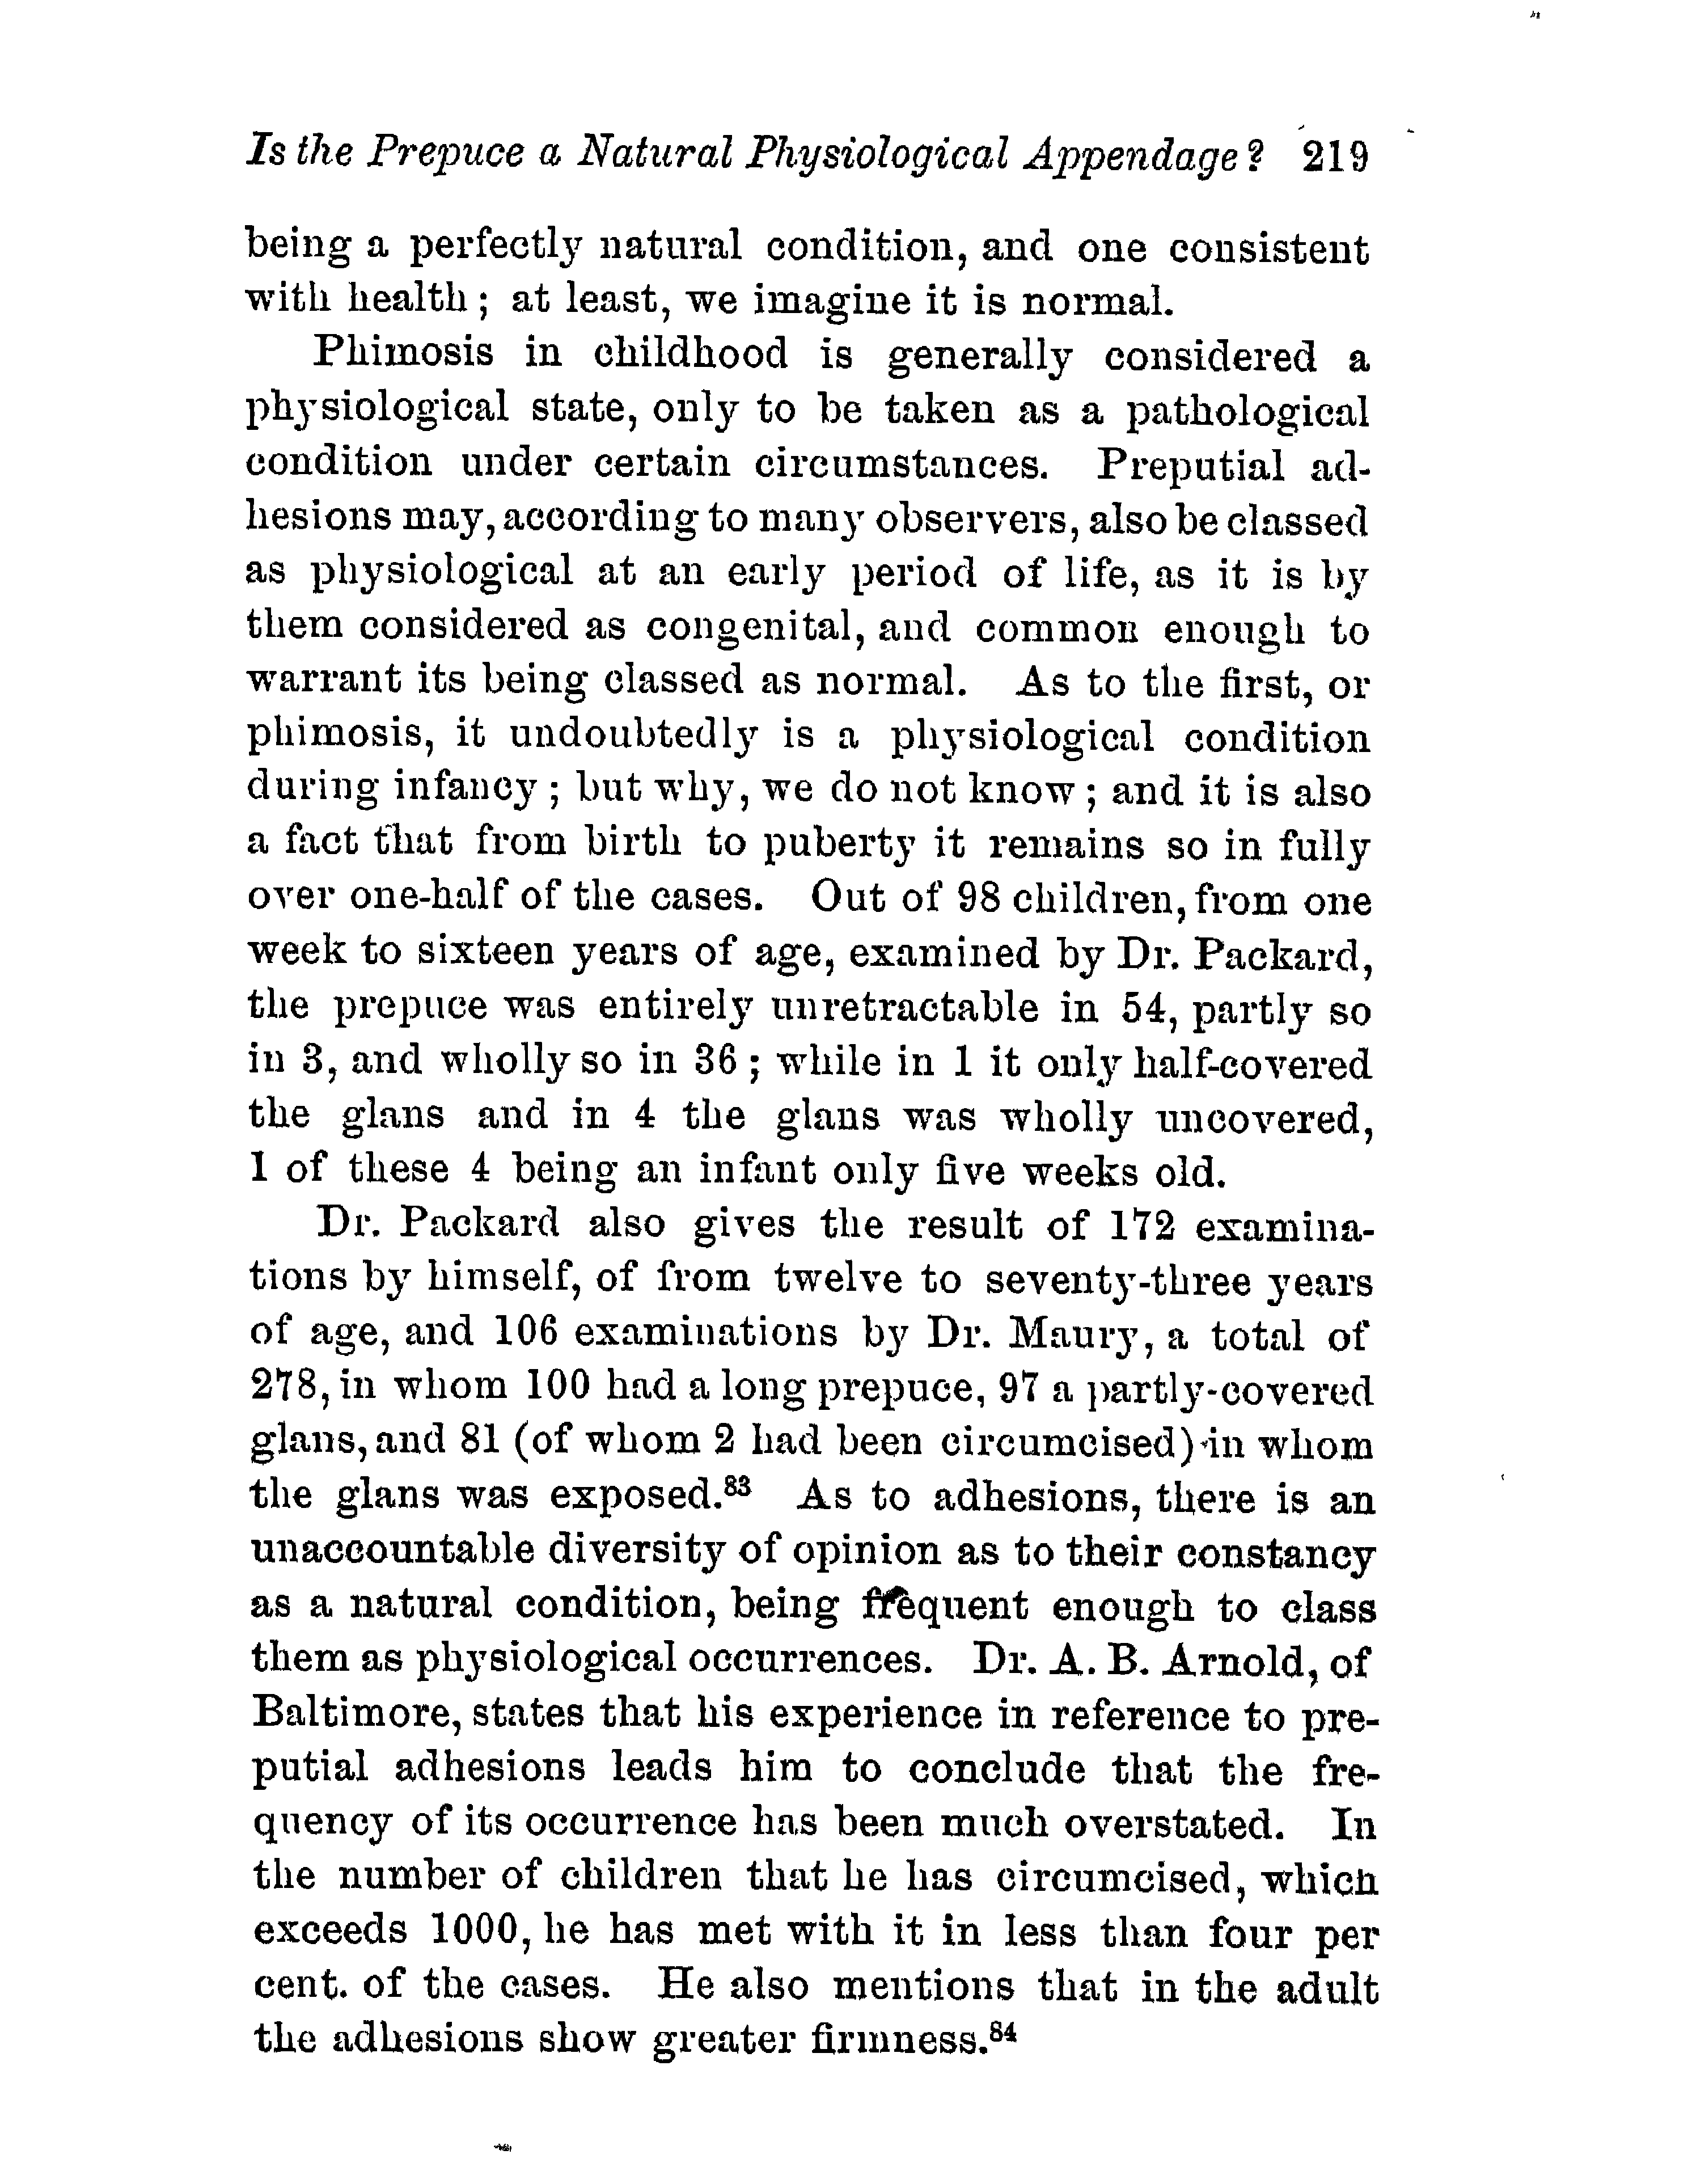 Is the Prepuce a Natural Physiological Appendage? 219
being a perfectly natural condition, and one consistent
with health; at least, we imagine it is normal.
Phimosis in childhood is generally considered a
physiological state, only to be taken as a pathological
condition under certain circumstances. Preputial ad-
hesions may, according to many observers, also be classed
as physiological at an early period of life, as it is by
them considered as congenital, and common enough to
warrant its being classed as normal. As to the first, or
phimosis, it undoubtedly is a physiological condition
during infancy; but why, we do not know; and it is also
a fact that from birth to puberty it remains so in fully
over one-half of the cases. Out of 98 children, from one
week to sixteen years of age, examined by Dr. Packard,
the prepuce was entirely unretractable in 54, partly so
in 3, and wholly so in 36; while in 1 it only half-covered
the glans and in 4 the glans was wholly uncovered,
1 of these 4 being an infant only five weeks old.
Dr. Packard also gives the result of 172 examina-
tions by himself, of from twelve to seventy-three years
of age, and 106 examinations by Dr. Maury, a total of
278, in whom 100 had a long prepuce, 97 a partly-covered
glans, and 81 (of whom 2 had been circumcised) in whom
the glans was exposed.83 As to adhesions, there is an
unaccountable diversity of opinion as to their constancy
as a natural condition, being frequent enough to class
them as physiological occurrences. Dr. A. B. Arnold, of
Baltimore, states that his experience in reference to pre-
putial adhesions leads him to conclude that the fre-
quency of its occurrence has been much overstated. In
the number of children that he has circumcised, which
exceeds 1000, he has met with it in less than four per
cent. of the cases. He also mentions that in the adult
the adhesions show greater firmness.84